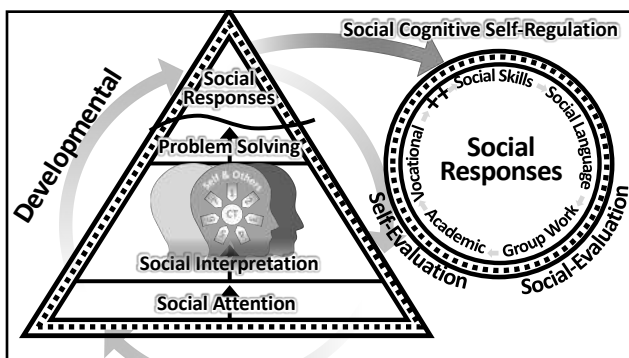 Social Cognitive Self-Regulation
Developmental
Social
Responses
Problem Solving
Self & Others
CT
Social Interpretation
Social Attention
++
Social Skills
Social Language
Group Work
Academic
Vocational
Social
Responses
Self-Evaluation
Social-Evaluation